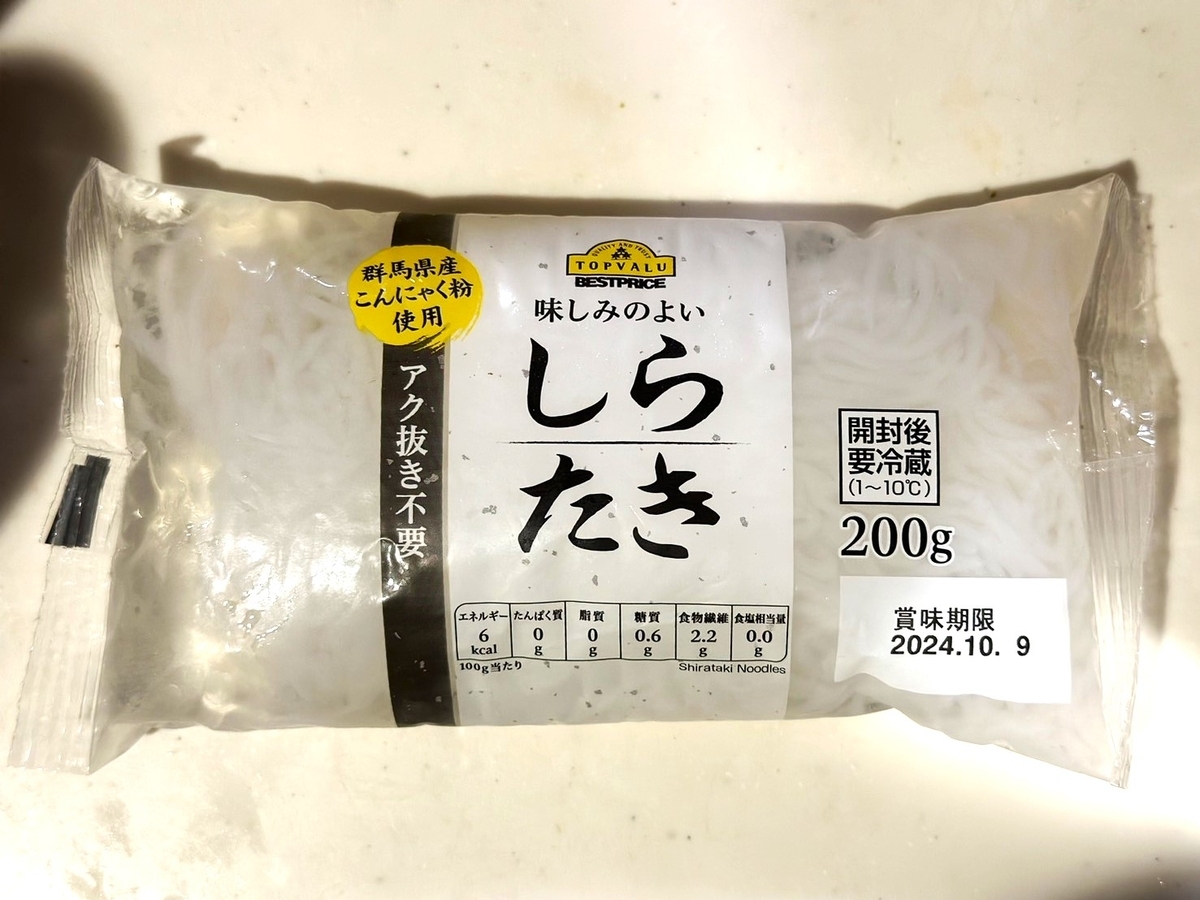 群馬県産
こんにゃく粉
使用
アク抜き不要
QUALITY AND TRUST
TOPVALU
BESTPRICE
味しみのよい
しら
たき
エネルギー たんぱく質 脂質 糖質 食物繊維 食塩相当量
6 0 0 0.6 2.2 0.0
kcal g g g g g
100g当たり Shirataki Noodles
開封後
要冷蔵
(1~10℃)
200g
賞味期限
2024.10. 9